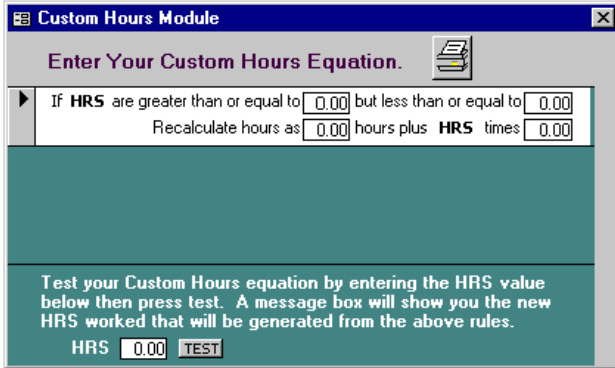 Custom Hours Module
Enter Your Custom Hours Equation.
If HRS are greater than or equal to 0.00 but less than or equal to 0.00
Recalculate hours as 0.00 hours plus HRS times 0.00
Test your Custom Hours equation by entering the HRS value
below then press test. A message box will show you the new
HRS worked that will be generated from the above rules.
HRS 0.00 TEST